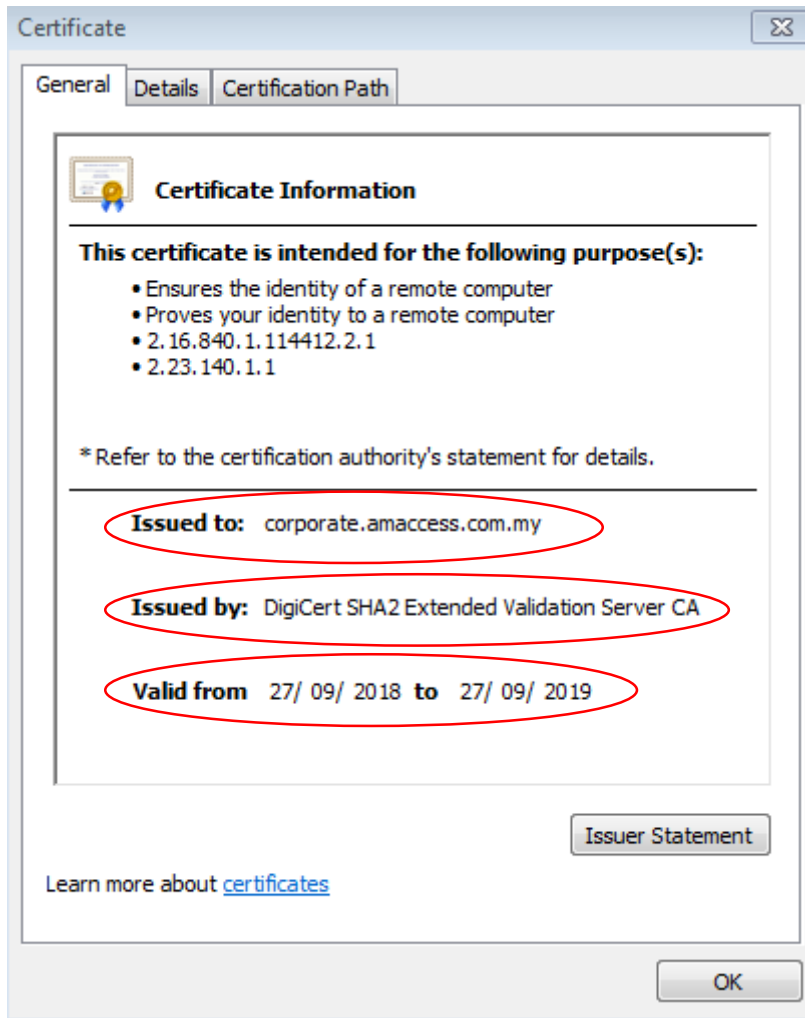 Certificate
General Details Certification Path
Certificate Information
This certificate is intended for the following purpose(s):
• Ensures the identity of a remote computer
• Proves your identity to a remote computer
• 2.16.840.1.114412.2.1
• 2.23.140.1.1
* Refer to the certification authority's statement for details.
Issued to: corporate.amaccess.com.my
Issued by: DigiCert SHA2 Extended Validation Server CA
Valid from 27/ 09/ 2018 to 27/ 09/ 2019
Issuer Statement
Learn more about certificates
OK